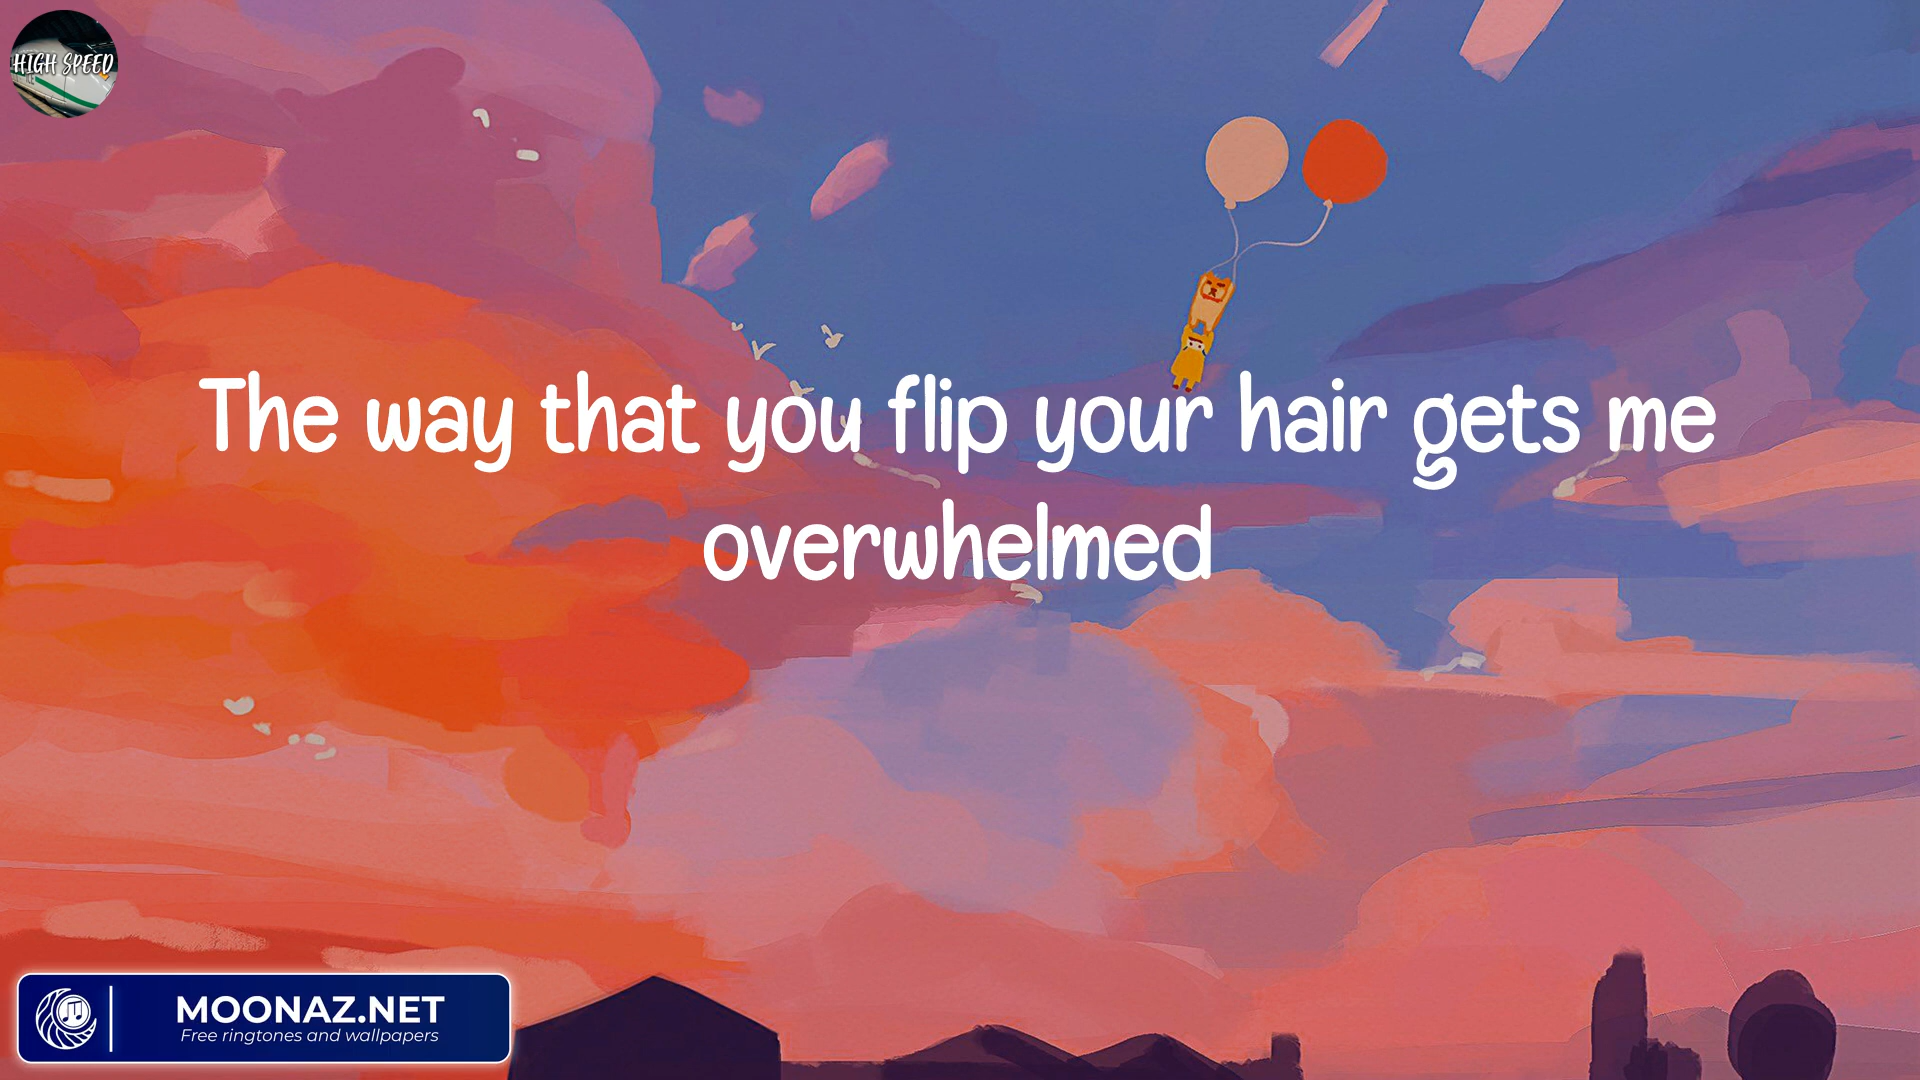 HIGH SPEED
The way that you flip your hair gets me
overwhelmed
MOONAZ.NET
Free ringtones and wallpapers